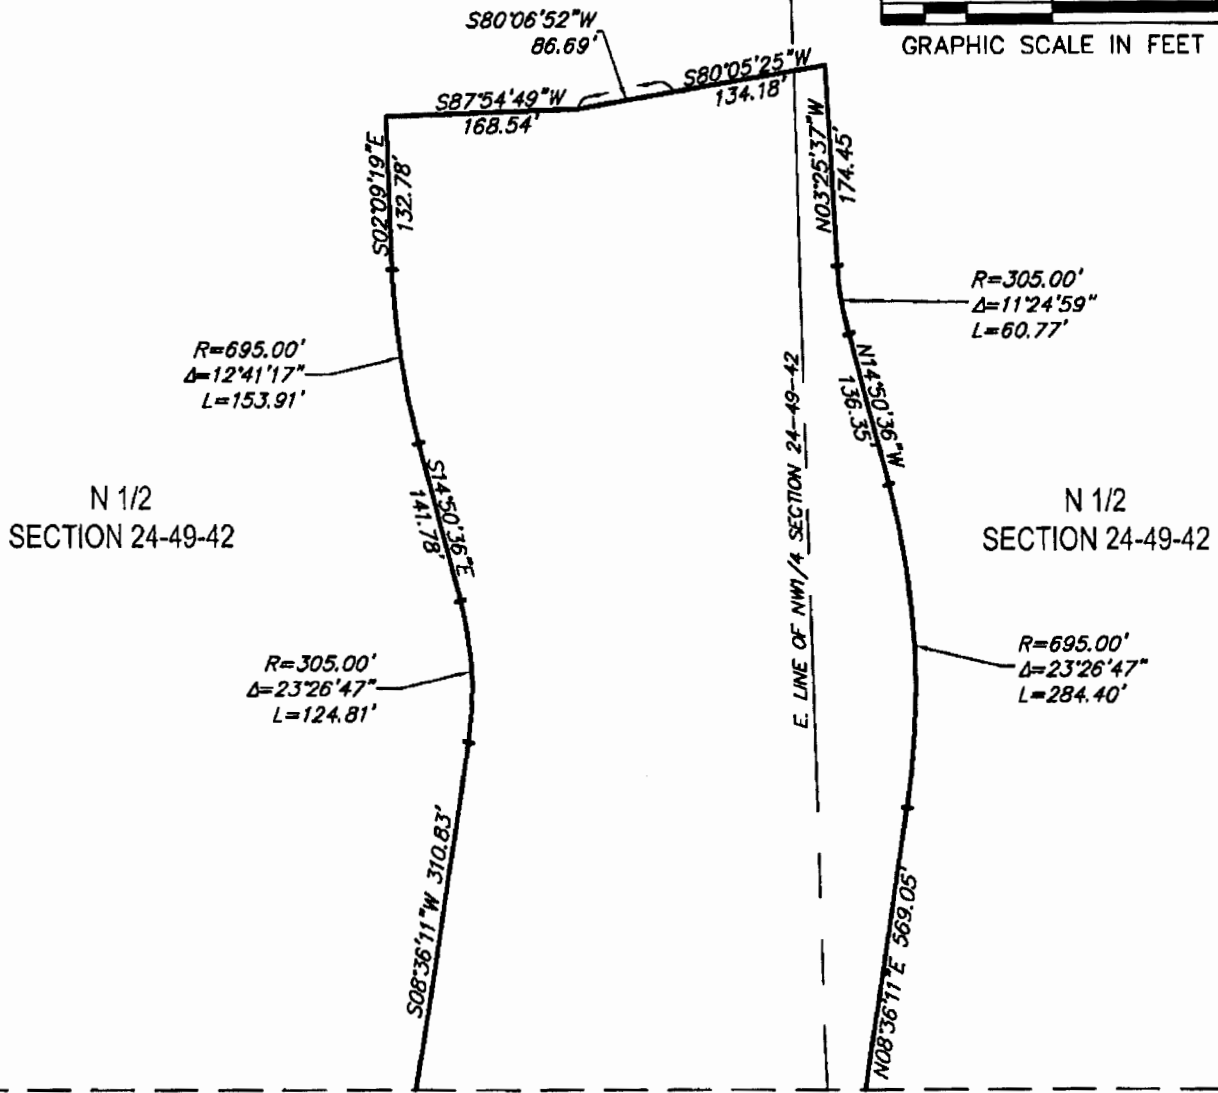 S80°06'52"W
86.69'
GRAPHIC SCALE IN FEET
S87°54'49"W
168.54'
S80°05'25"W
134.18'
S02°09'19"E
132.78'
N03°25'37"W
174.45'
R=305.00'
Δ=11°24'59"
L=60.77'
R=695.00'
Δ=12°41'17"
L=153.91'
N14°50'36"W
136.35'
E. LINE OF NW1/4 SECTION 24-49-42
S14°50'36"E
141.78'
N 1/2
SECTION 24-49-42
N 1/2
SECTION 24-49-42
R=305.00'
Δ=23°26'47"
L=124.81'
R=695.00'
Δ=23°26'47"
L=284.40'
S08°36'11"W 310.83'
N08°36'11"E 569.05'